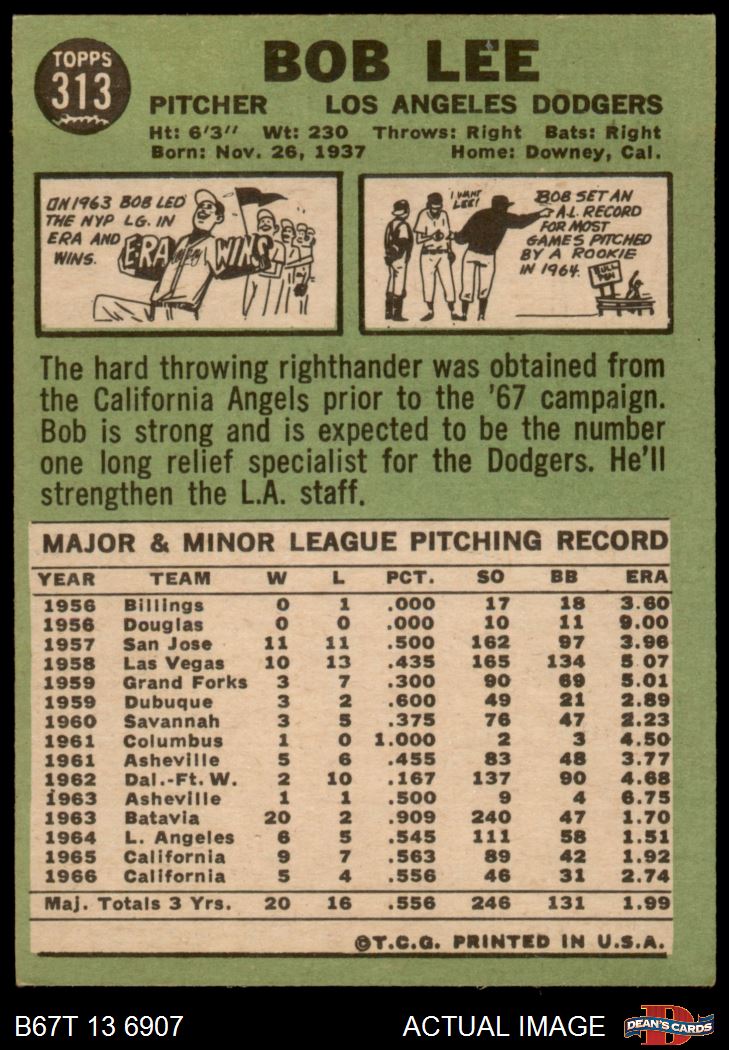 TOPPS
313
BOB LEE
PITCHER LOS ANGELES DODGERS
Ht: 6'3" Wt: 230 Throws: Right Bats: Right
Born: Nov. 26, 1937 Home: Downey, Cal.
ON 1963 BOB LED
THE NYP LG. IN
ERA AND
WINS.
ERA WINS
I WANT
LEE!
BOB SET AN
A.L. RECORD
FOR MOST
GAMES PITCHED
BY A ROOKIE
IN 1964.
BULL
PEN
The hard throwing righthander was obtained from
the California Angels prior to the '67 campaign.
Bob is strong and is expected to be the number
one long relief specialist for the Dodgers. He'll
strengthen the L.A. staff.
MAJOR & MINOR LEAGUE PITCHING RECORD
YEAR TEAM W L PCT. SO BB ERA
1956 Billings 0 1 .000 17 18 3.60
1956 Douglas 0 0 .000 10 11 9.00
1957 San Jose 11 11 .500 162 97 3.96
1958 Las Vegas 10 13 .435 165 134 5.07
1959 Grand Forks 3 7 .300 90 69 5.01
1959 Dubuque 3 2 .600 49 21 2.89
1960 Savannah 3 5 .375 76 47 2.23
1961 Columbus 1 0 1.000 2 3 4.50
1961 Asheville 5 6 .455 83 48 3.77
1962 Dal.-Ft. W. 2 10 .167 137 90 4.68
1963 Asheville 1 1 .500 9 4 6.75
1963 Batavia 20 2 .909 240 47 1.70
1964 L. Angeles 6 5 .545 111 58 1.51
1965 California 9 7 .563 89 42 1.92
1966 California 5 4 .556 46 31 2.74
Maj. Totals 3 Yrs. 20 16 .556 246 131 1.99
©T.C.G. PRINTED IN U.S.A.
B67T 13 6907 ACTUAL IMAGE
DEAN'S CARDS